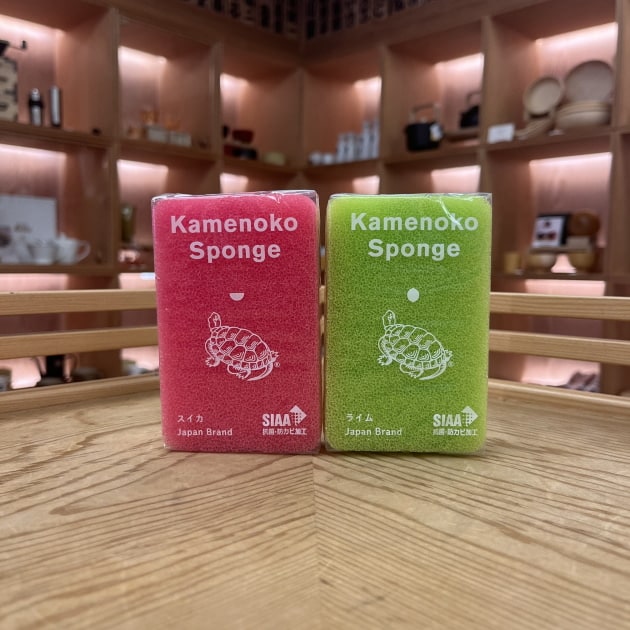 Kamenoko
Sponge
スイカ
Japan Brand
SIAA
抗菌・防カビ加工
Kamenoko
Sponge
ライム
Japan Brand
SIAA
抗菌・防カビ加工